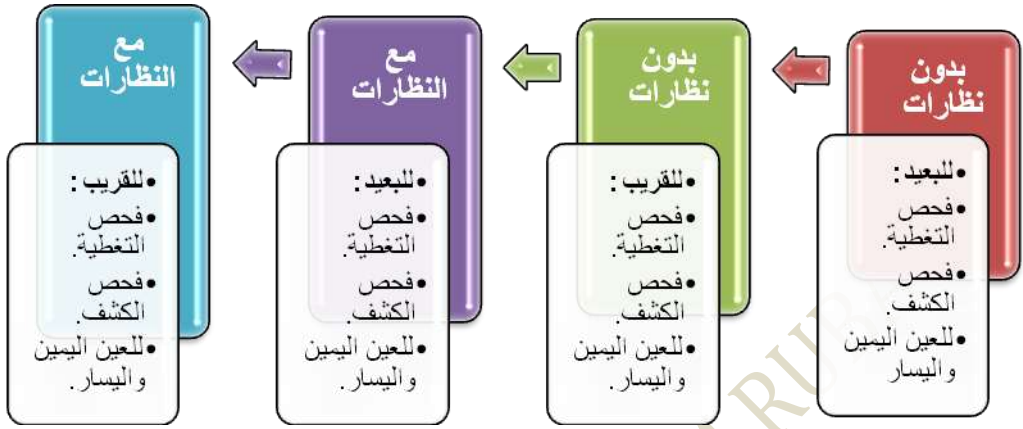 بدون
نظارات
•للبعيد:
•فحص
التغطية.
•فحص
الكشف.
•للعين اليمين
واليسار
بدون
نظارات
•للقريب:
•فحص
التغطية.
•فحص
الكشف.
•للعين اليمين
واليسار.
مع
النظارات
•للبعيد:
•فحص
التغطية.
•فحص
الكشف.
•للعين اليمين
واليسار.
مع
النظارات
•للقريب:
•فحص
التغطية.
•فحص
الكشف.
•للعين اليمين
واليسار.